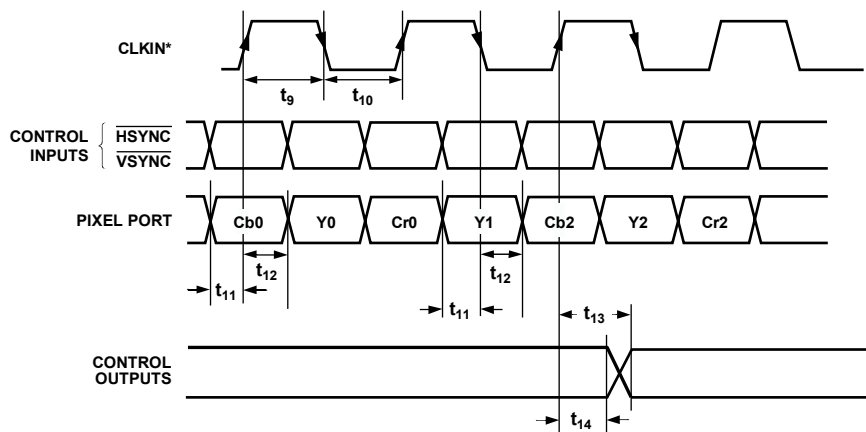 CLKIN*
t9
t10
CONTROL INPUTS
HSYNC
VSYNC
PIXEL PORT
Cb0
Y0
Cr0
Y1
Cb2
Y2
Cr2
t12
t12
t11
t11
t13
CONTROL OUTPUTS
t14